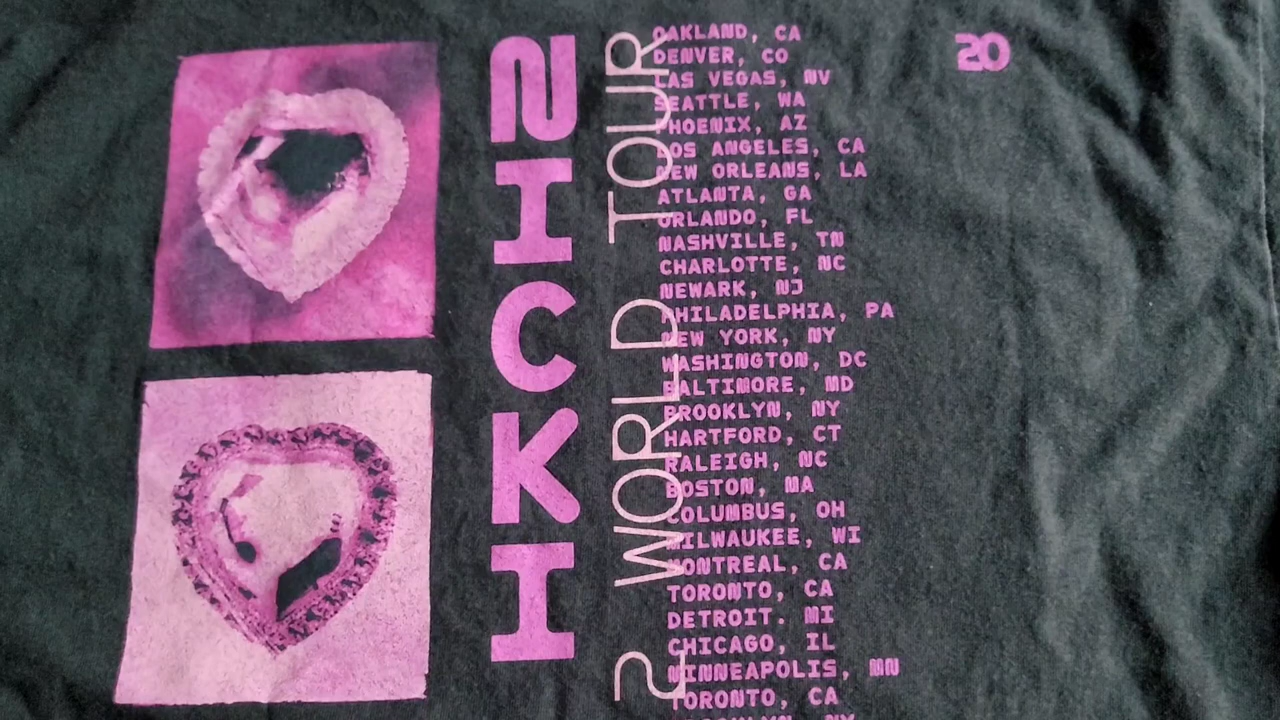 NICKI
2 WORLD TOUR
OAKLAND, CA
DENVER, CO
LAS VEGAS, NV
SEATTLE, WA
PHOENIX, AZ
LOS ANGELES, CA
NEW ORLEANS, LA
ATLANTA, GA
ORLANDO, FL
NASHVILLE, TN
CHARLOTTE, NC
NEWARK, NJ
PHILADELPHIA, PA
NEW YORK, NY
WASHINGTON, DC
BALTIMORE, MD
BROOKLYN, NY
HARTFORD, CT
RALEIGH, NC
BOSTON, MA
COLUMBUS, OH
MILWAUKEE, WI
MONTREAL, CA
TORONTO, CA
DETROIT. MI
CHICAGO, IL
MINNEAPOLIS, MN
TORONTO, CA
20